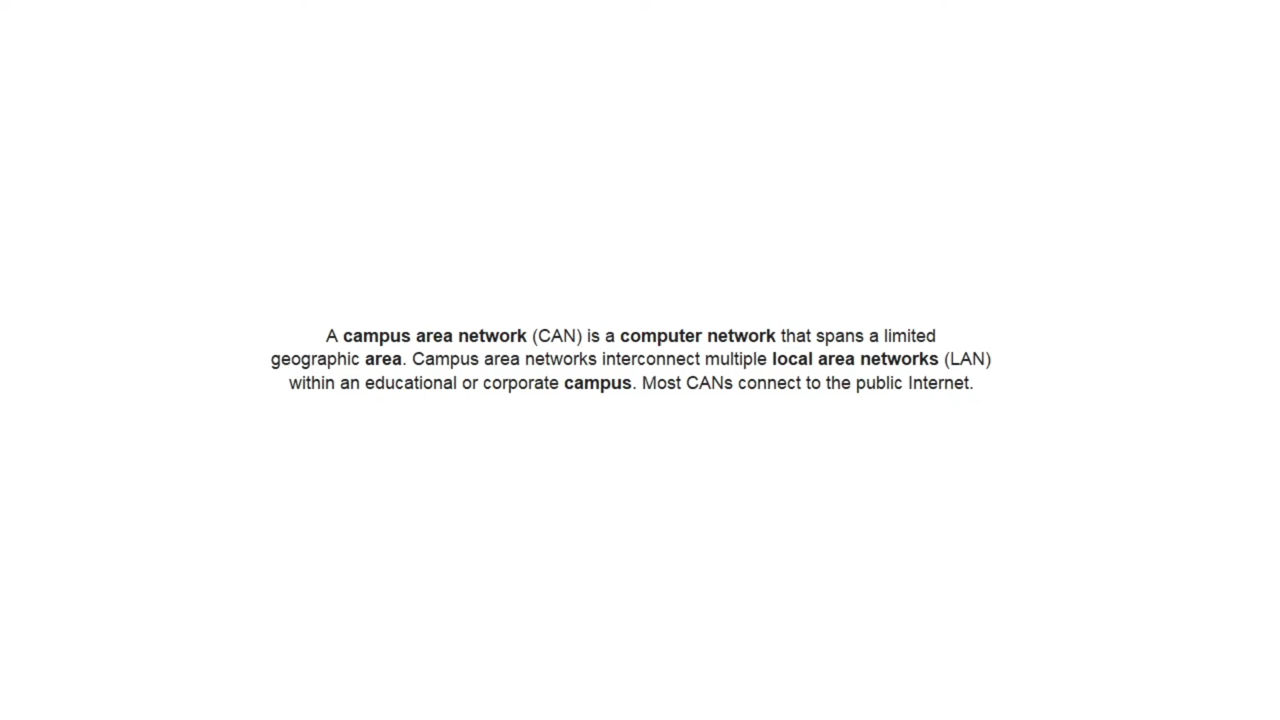 A campus area network (CAN) is a computer network that spans a limited
geographic area. Campus area networks interconnect multiple local area networks (LAN)
within an educational or corporate campus. Most CANs connect to the public Internet.